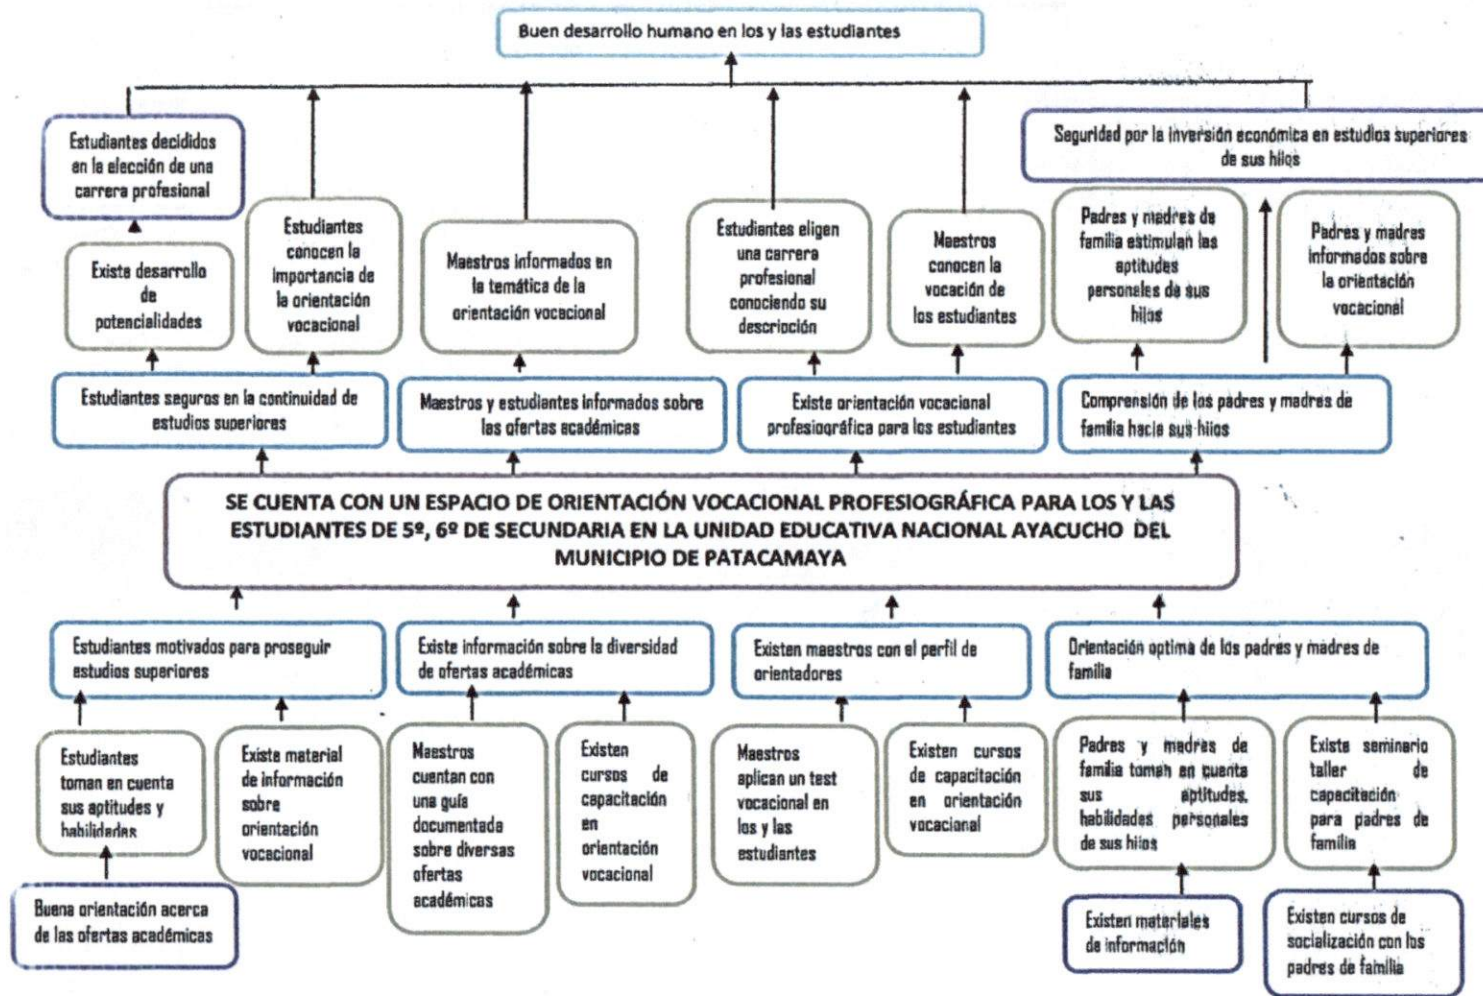 Buen desarrollo humano en los y las estudiantes
Estudiantes decididos
en la elección de una
carrera profesional
Seguridad por la inversión económica en estudios superiores
de sus hijos
Existe desarrollo
de
potencialidades
Estudiantes
conocen la
importancia de
la orientación
vocacional
Maestros informados en
la temática de la
orientación vocacional
Estudiantes eligen
una carrera
profesional
conociendo su
descripción
Maestros
conocen la
vocación de
los estudiantes
Padres y madres de
familia estimulan las
aptitudes
personales de sus
hijos
Padres y madres
informados sobre
la orientación
vocacional
Estudiantes seguros en la continuidad de
estudios superiores
Maestros y estudiantes informados sobre
las ofertas académicas
Existe orientación vocacional
profesiográfica para los estudiantes
Comprensión de los padres y madres de
familia hacia sus hijos
SE CUENTA CON UN ESPACIO DE ORIENTACIÓN VOCACIONAL PROFESIOGRÁFICA PARA LOS Y LAS
ESTUDIANTES DE 5º, 6º DE SECUNDARIA EN LA UNIDAD EDUCATIVA NACIONAL AYACUCHO DEL
MUNICIPIO DE PATACAMAYA
Estudiantes motivados para proseguir
estudios superiores
Existe información sobre la diversidad
de ofertas académicas
Existen maestros con el perfil de
orientadores
Orientación optima de los padres y madres de
familia
Estudiantes
toman en cuenta
sus aptitudes y
habilidades
Existe material
de información
sobre
orientación
vocacional
Maestros
cuentan con
una guía
documentada
sobre diversas
ofertas
académicas
Existen
cursos de
capacitación
en
orientación
vocacional
Maestros
aplican un test
vocacional en
los y las
estudiantes
Existen cursos
de capacitación
en orientación
vocacional
Padres y madres de
familia toman en cuenta
sus aptitudes,
habilidades personales
de sus hijos
Existe seminario
taller de
capacitación
para padres de
familia
Buena orientación acerca
de las ofertas académicas
Existen materiales
de información
Existen cursos de
socialización con los
padres de familia